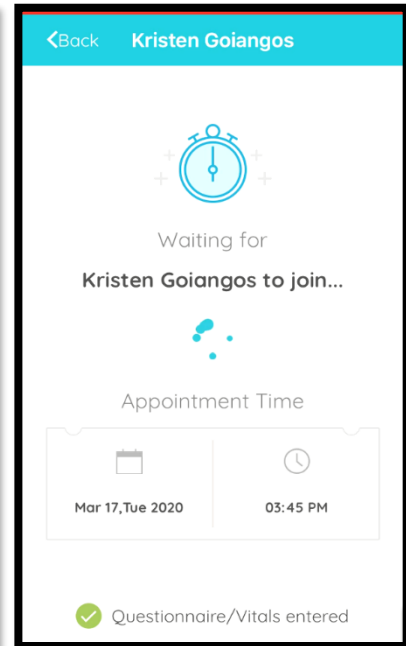 Back Kristen Goiangos
Waiting for
Kristen Goiangos to join...
Appointment Time
Mar 17,Tue 2020 03:45 PM
Questionnaire/Vitals entered